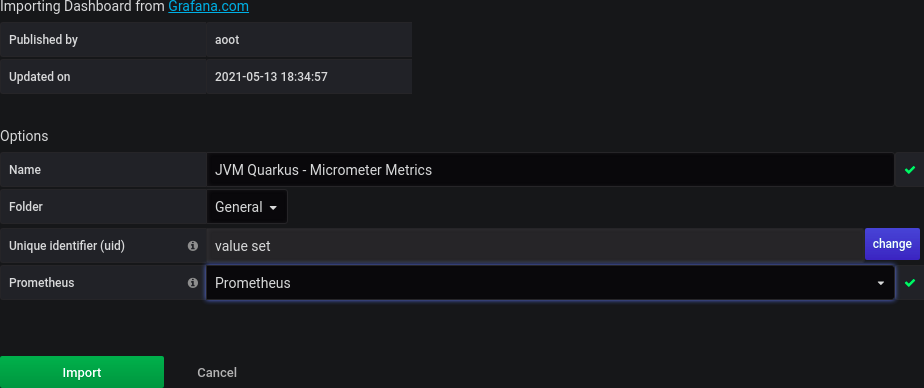 Importing Dashboard from Grafana.com
Published by aoot
Updated on 2021-05-13 18:34:57
Options
Name JVM Quarkus - Micrometer Metrics
Folder General
Unique identifier (uid) value set change
Prometheus Prometheus
Import Cancel